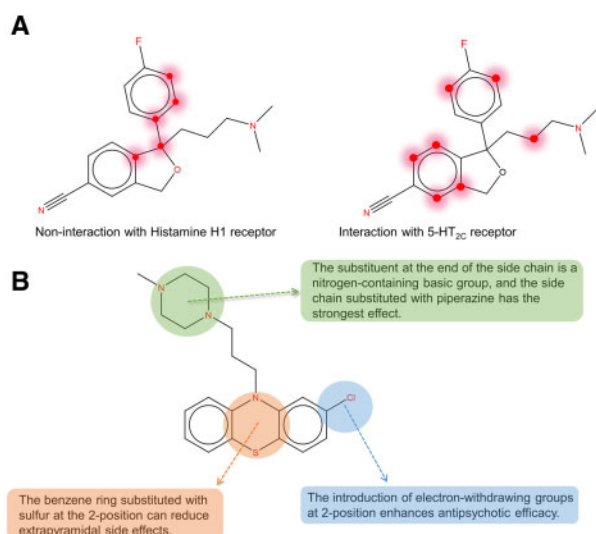 A
F
F
N
N
O
O
N
N
Non-interaction with Histamine H1 receptor
Interaction with 5-HT2C receptor
B
N
The substituent at the end of the side chain is a
nitrogen-containing basic group, and the side
chain substituted with piperazine has the
strongest effect.
N
N
Cl
S
The benzene ring substituted with
sulfur at the 2-position can reduce
extrapyramidal side effects.
The introduction of electron-withdrawing groups
at 2-position enhances antipsychotic efficacy.